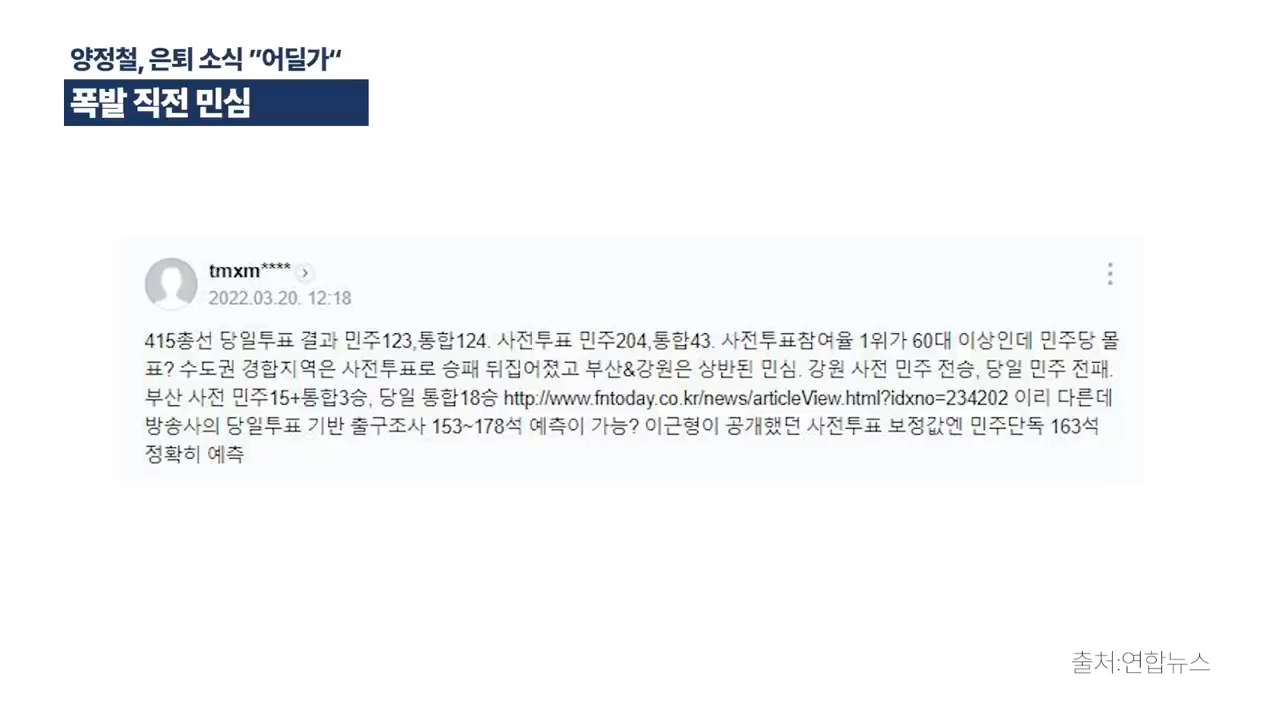 양정철, 은퇴 소식 ”어딜가“
폭발 직전 민심
tmxm****
2022.03.20. 12:18
415총선 당일투표 결과 민주123,통합124. 사전투표 민주204,통합43. 사전투표참여율 1위가 60대 이상인데 민주당 몰
표? 수도권 경합지역은 사전투표로 승패 뒤집어졌고 부산&강원은 상반된 민심. 강원 사전 민주 전승, 당일 민주 전패.
부산 사전 민주15+통합3승, 당일 통합18승 http://www.fntoday.co.kr/news/articleView.html?idxno=234202 이리 다른데
방송사의 당일투표 기반 출구조사 153~178석 예측이 가능? 이근형이 공개했던 사전투표 보정값엔 민주단독 163석
정확히 예측
출처:연합뉴스